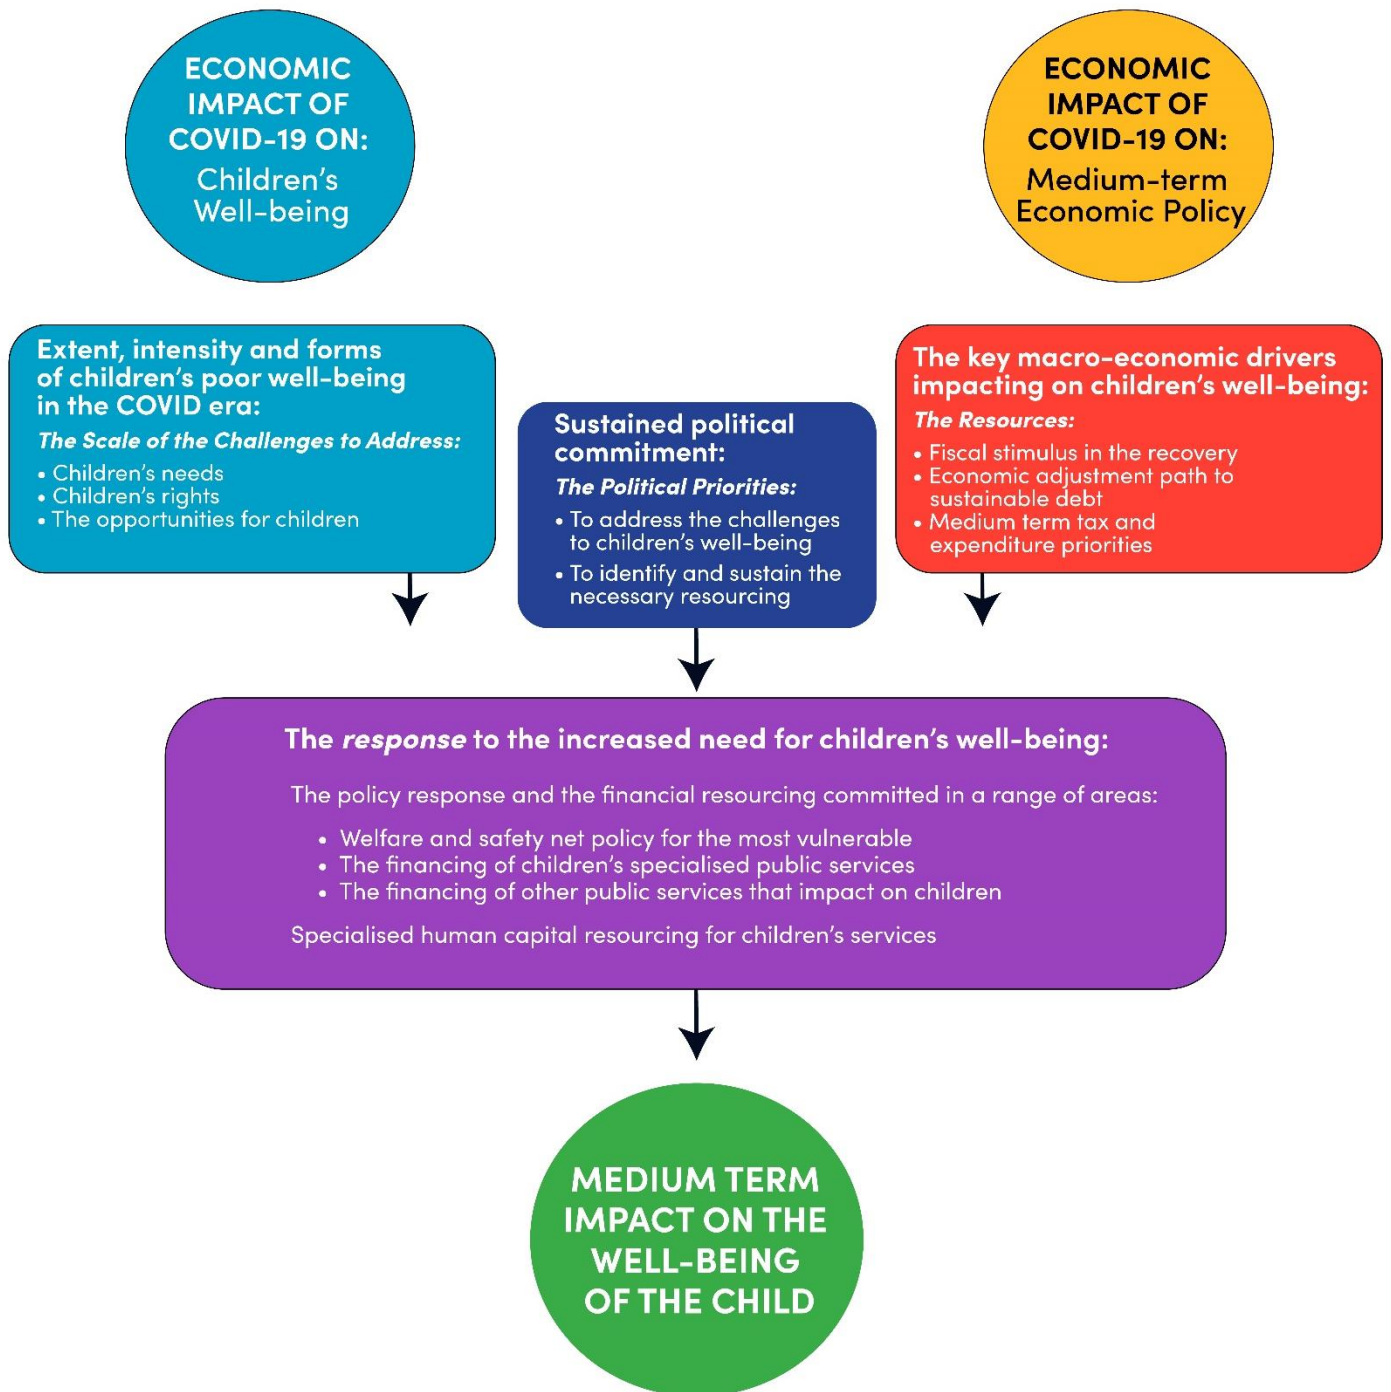 ECONOMIC
IMPACT OF
COVID-19 ON:
Children's
Well-being
ECONOMIC
IMPACT OF
COVID-19 ON:
Medium-term
Economic Policy
Extent, intensity and forms
of children's poor well-being
in the COVID era:
The Scale of the Challenges to Address:
• Children's needs
• Children's rights
• The opportunities for children
Sustained political
commitment:
The Political Priorities:
• To address the challenges
to children's well-being
• To identify and sustain the
necessary resourcing
The key macro-economic drivers
impacting on children's well-being:
The Resources:
• Fiscal stimulus in the recovery
• Economic adjustment path to
sustainable debt
• Medium term tax and
expenditure priorities
The response to the increased need for children's well-being:
The policy response and the financial resourcing committed in a range of areas:
• Welfare and safety net policy for the most vulnerable
• The financing of children's specialised public services
• The financing of other public services that impact on children
Specialised human capital resourcing for children's services
MEDIUM TERM
IMPACT ON THE
WELL-BEING
OF THE CHILD